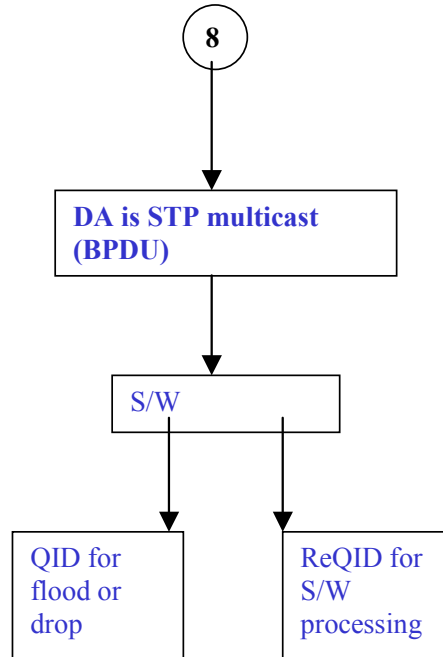 8
DA is STP multicast
(BPDU)
S/W
QID for
flood or
drop
ReQID for
S/W
processing